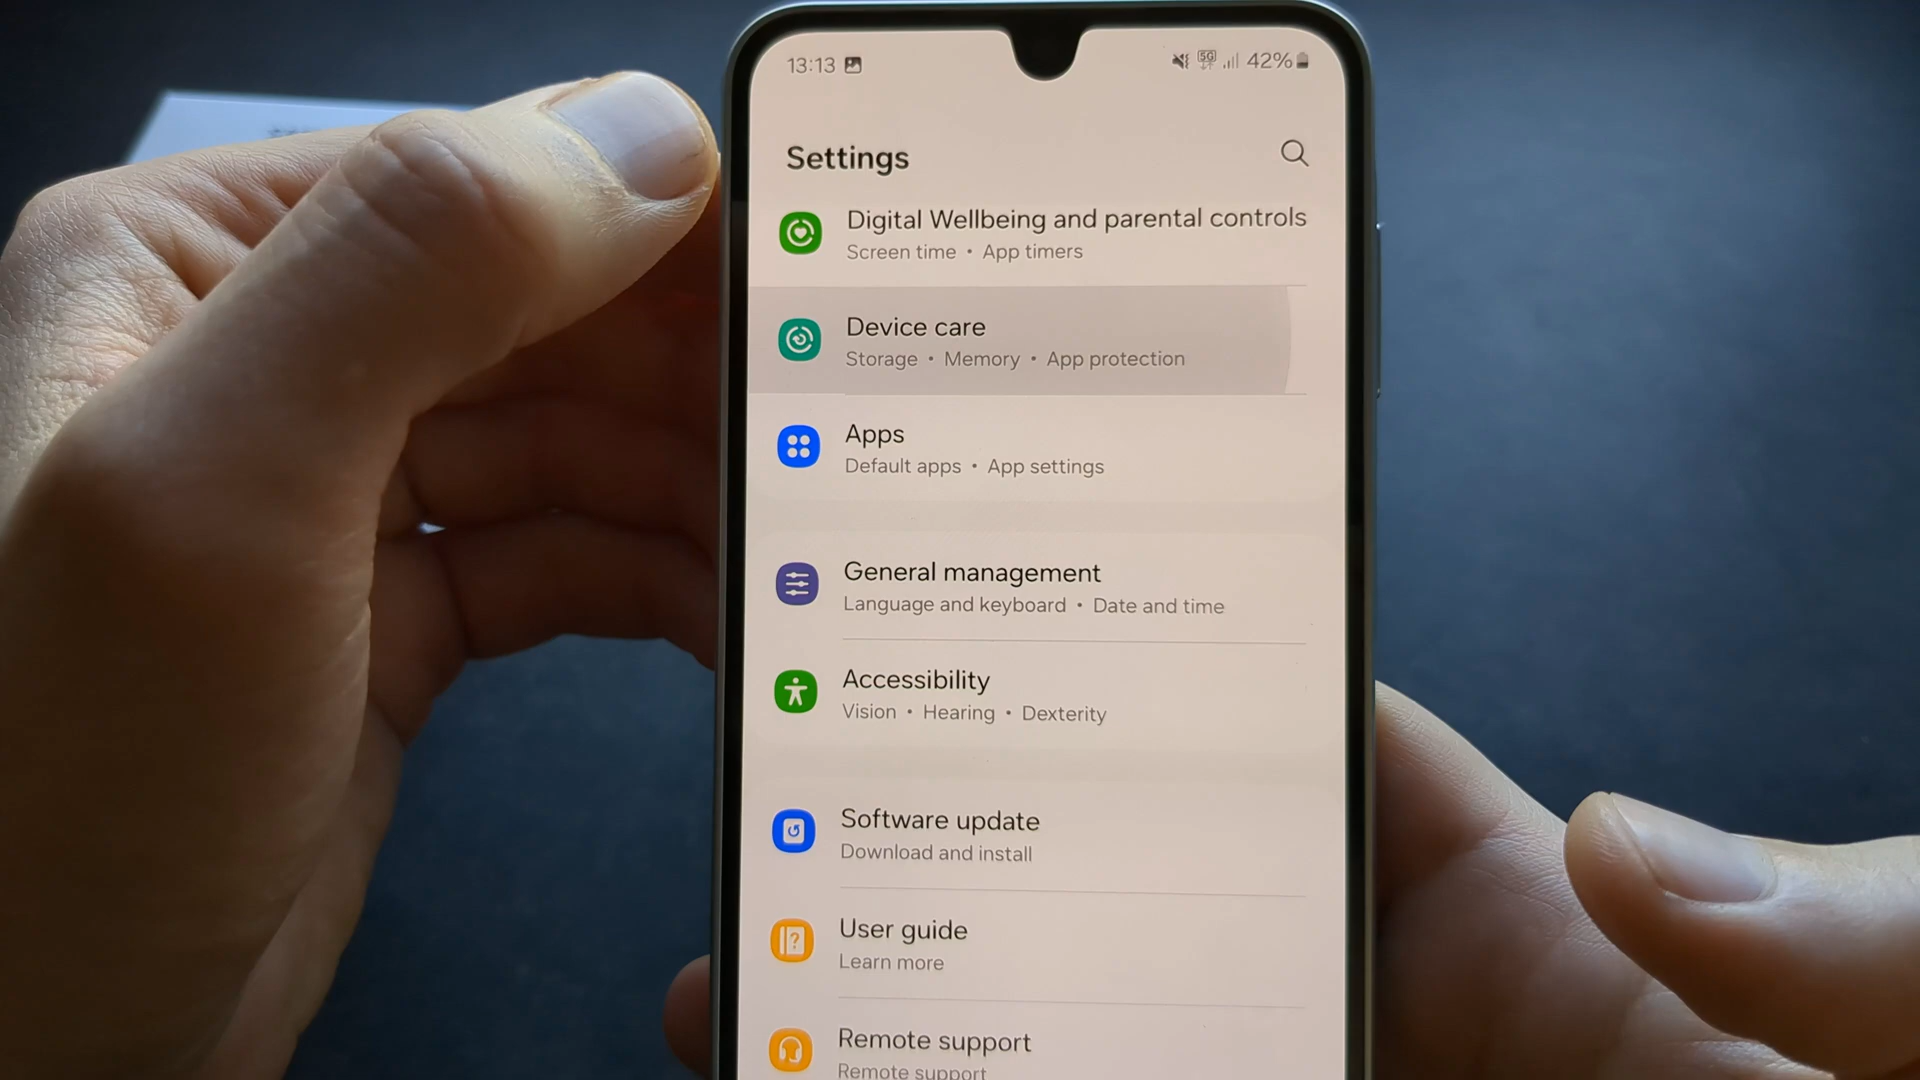 13:13
5G
42%
Settings
Digital Wellbeing and parental controls
Screen time • App timers
Device care
Storage • Memory • App protection
Apps
Default apps • App settings
General management
Language and keyboard • Date and time
Accessibility
Vision • Hearing • Dexterity
Software update
Download and install
User guide
Learn more
Remote support
Remote support